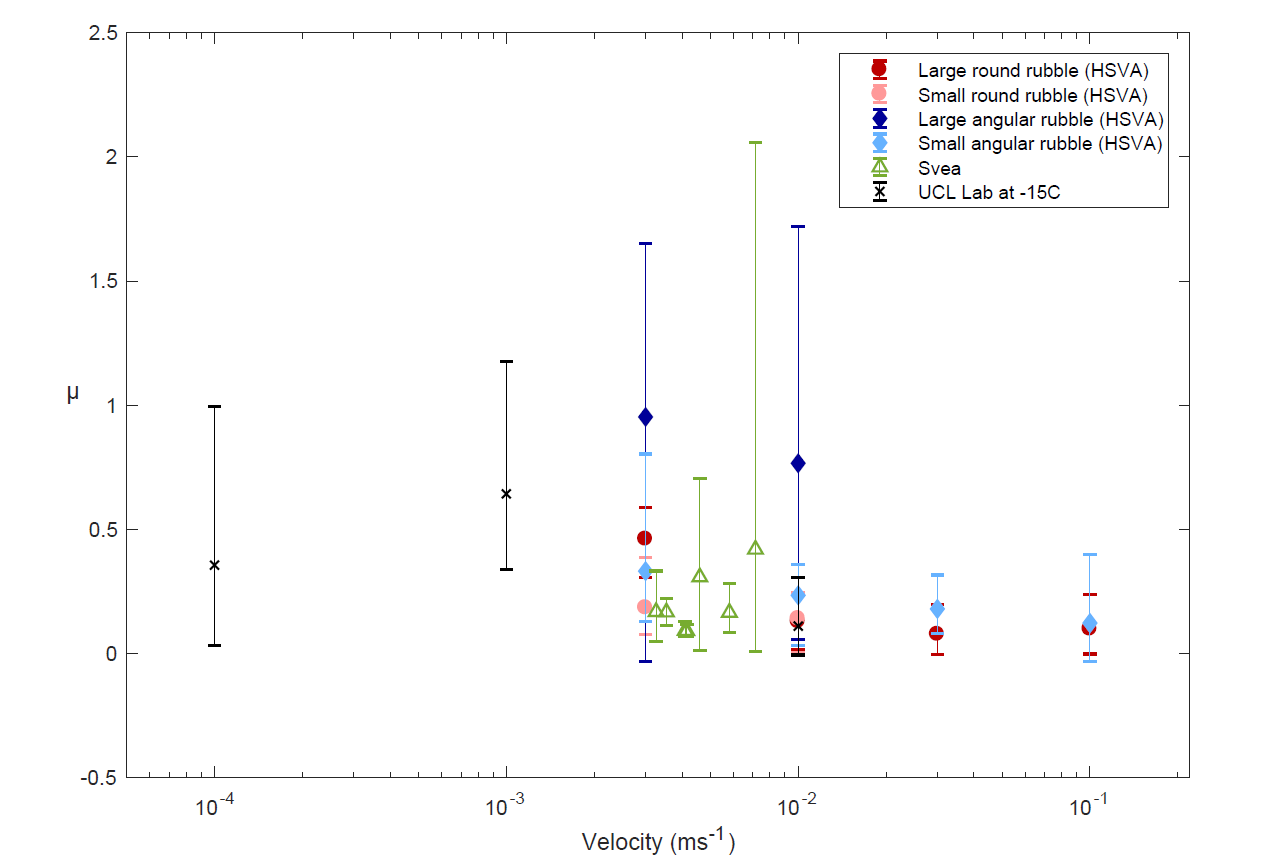 2.5
2
1.5
1
0.5
0
-0.5
μ
10-4
10-3
10-2
10-1
Velocity (ms-1)
Large round rubble (HSVA)
Small round rubble (HSVA)
Large angular rubble (HSVA)
Small angular rubble (HSVA)
Svea
UCL Lab at -15C